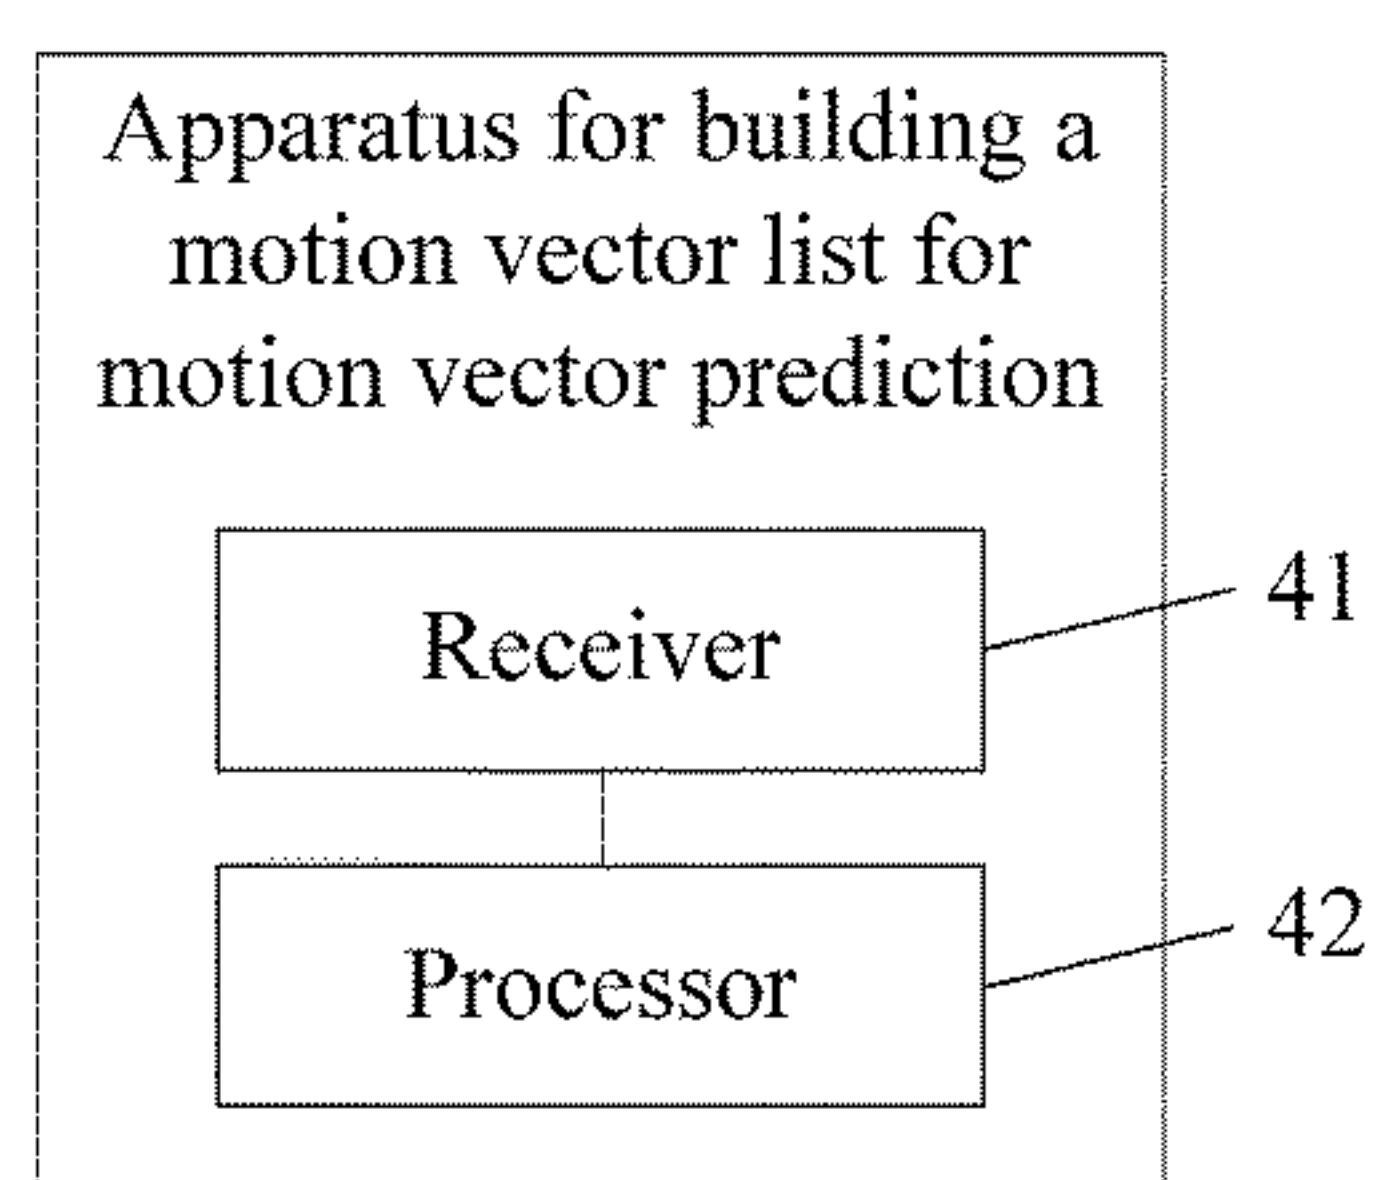 Apparatus for building a
motion vector list for
motion vector prediction
Receiver
41
Processor
42